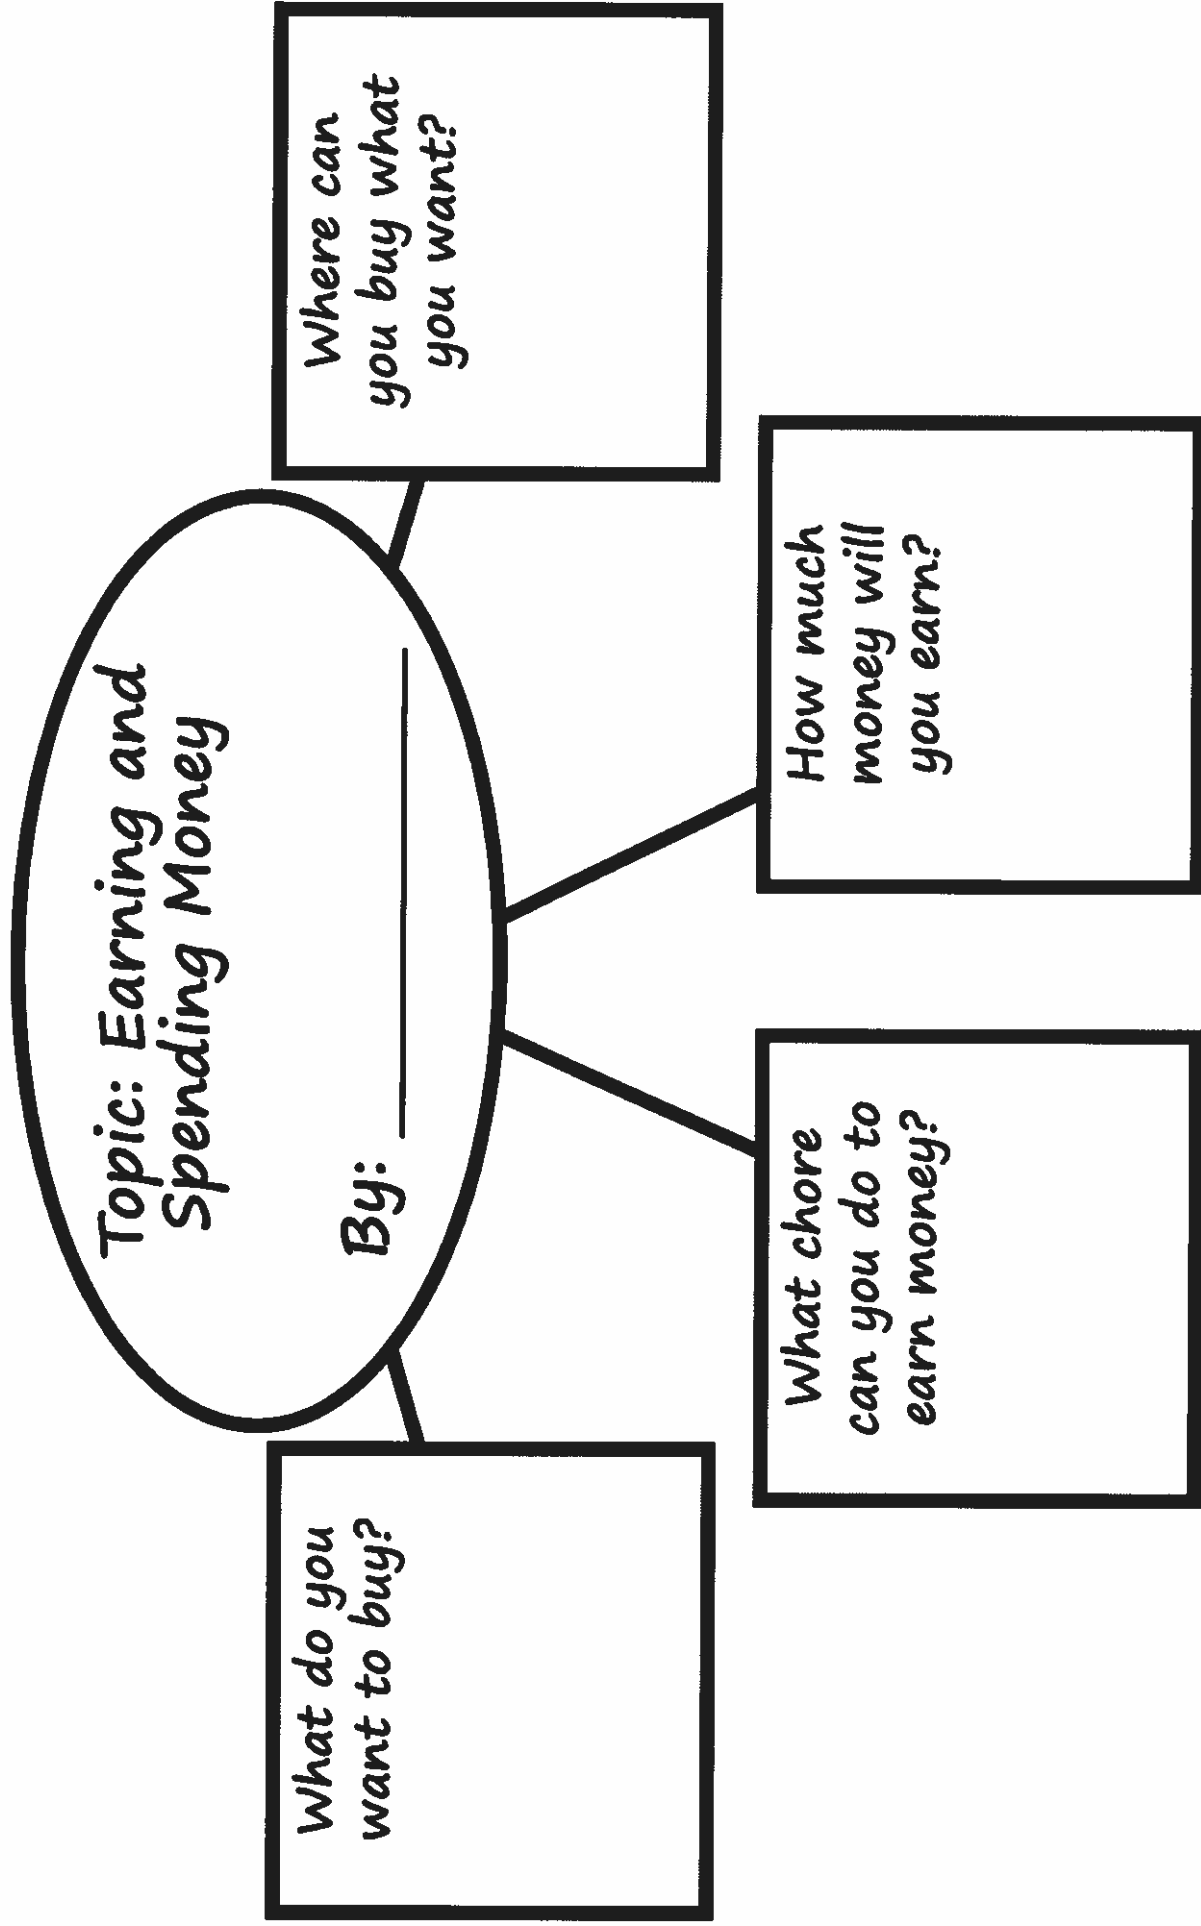 Topic: Earning and
Spending Money
By:
What do you
want to buy?
What chore
can you do to
earn money?
How much
money will
you earn?
Where can
you buy what
you want?